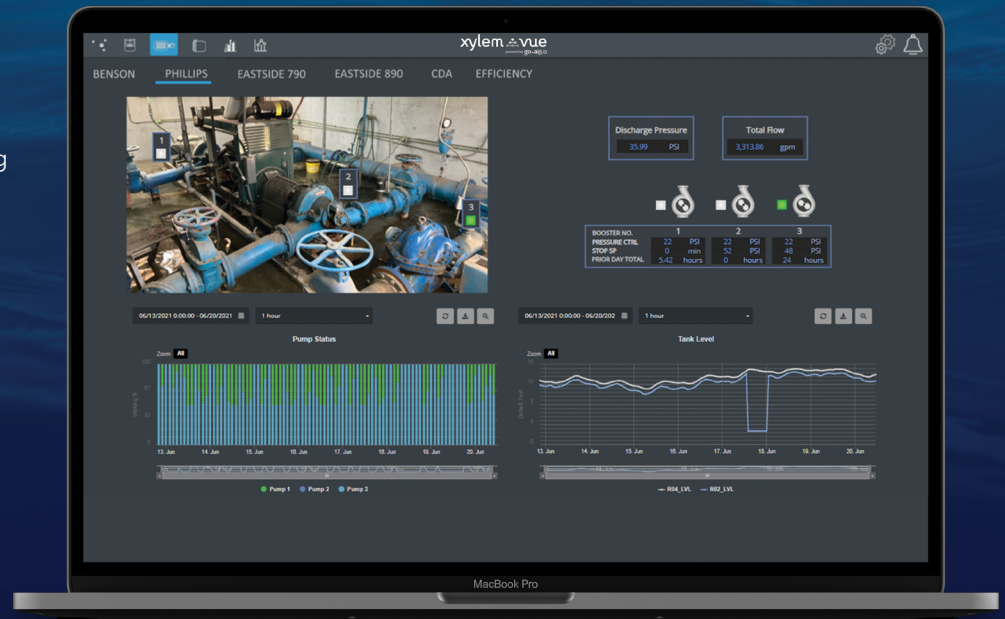 xylem vue
powered by go-aigua
BENSON PHILLIPS EASTSIDE 790 EASTSIDE 890 CDA EFFICIENCY
g
1
2
3
Discharge Pressure
35.99 PSI
Total Flow
3,313.86 gpm
BOOSTER NO. 1 2 3
PRESSURE CTRL 22 PSI 22 PSI 22 PSI
STOP SP 0 min 52 PSI 48 PSI
PRIOR DAY TOTAL 5.42 hours 0 hours 24 hours
06/13/2021 0:00:00 - 06/20/2021 1 hour
06/13/2021 0:00:00 - 06/20/202 1 hour
Pump Status
Zoom All
13. Jun 14. Jun 15. Jun 16. Jun 17. Jun 18. Jun 19. Jun 20. Jun
Pump 1 Pump 2 Pump 3
Tank Level
Zoom All
13. Jun 14. Jun 15. Jun 16. Jun 17. Jun 18. Jun 19. Jun 20. Jun
R04_LVL R02_LVL
MacBook Pro